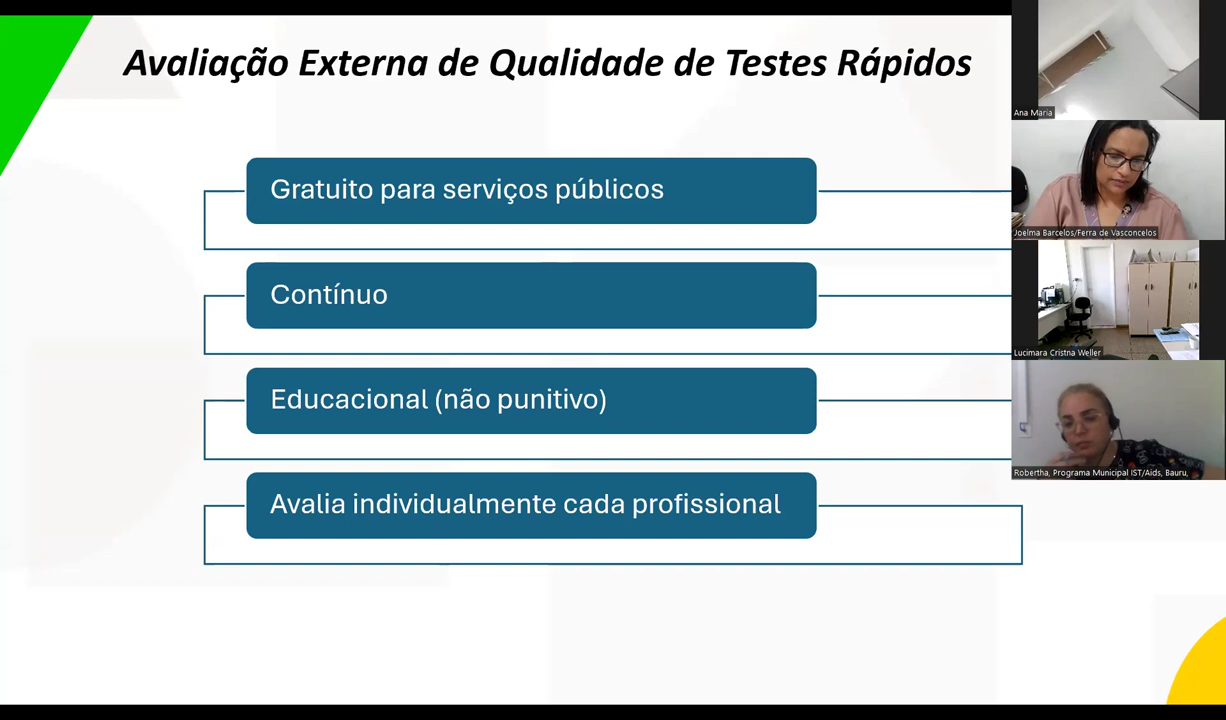 Avaliação Externa de Qualidade de Testes Rápidos
Gratuito para serviços públicos
Contínuo
Educacional (não punitivo)
Avalia individualmente cada profissional
Ana Maria
Joelma Barcelos/Ferra de Vasconcelos
Lucimara Cristna Weller
Robertha, Programa Municipal IST/Aids, Bauru,